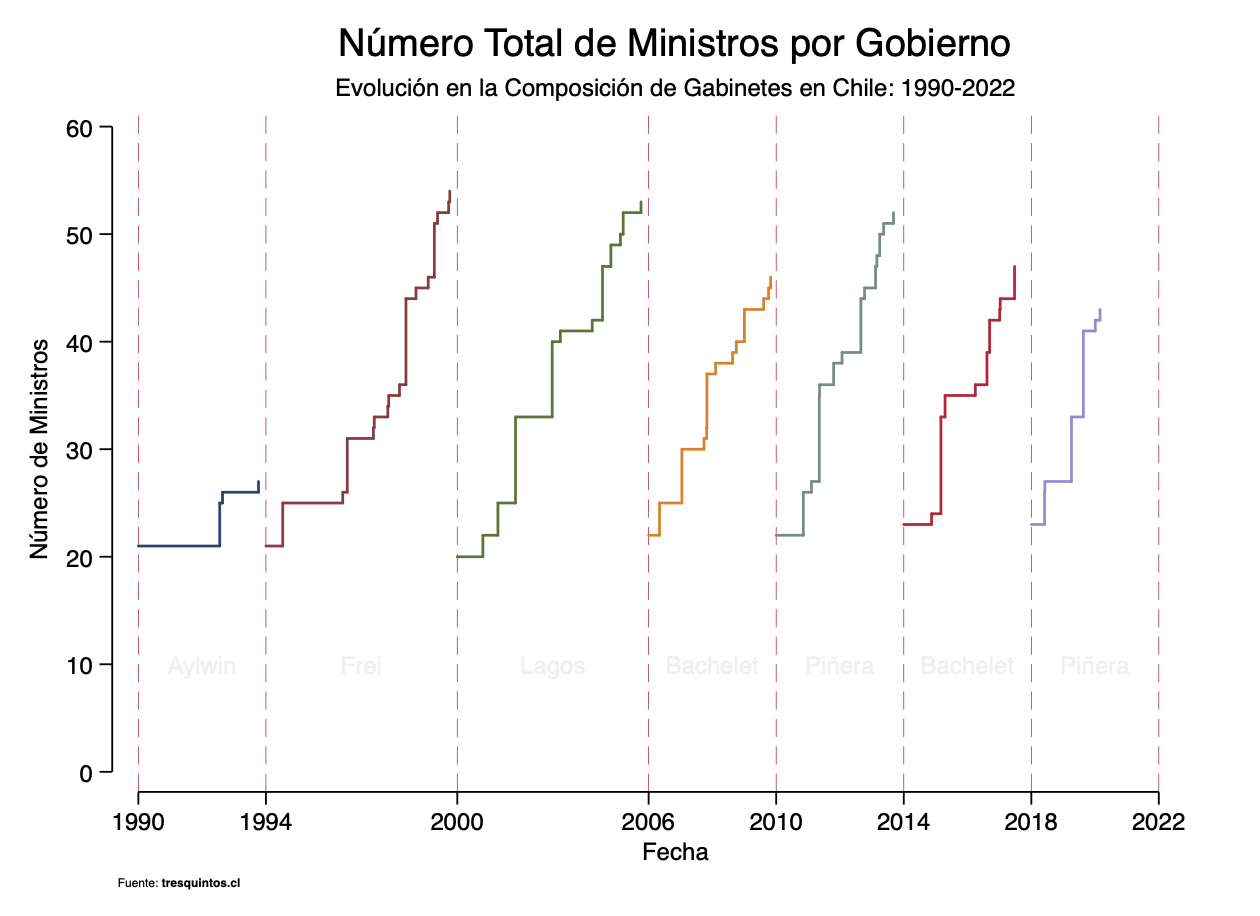 Número Total de Ministros por Gobierno
Evolución en la Composición de Gabinetes en Chile: 1990-2022
60
50
40
30
20
10
0
Número de Ministros
Aylwin Frei Lagos Bachelet Piñera Bachelet Piñera
1990 1994 2000 2006 2010 2014 2018 2022
Fecha
Fuente: tresquintos.cl